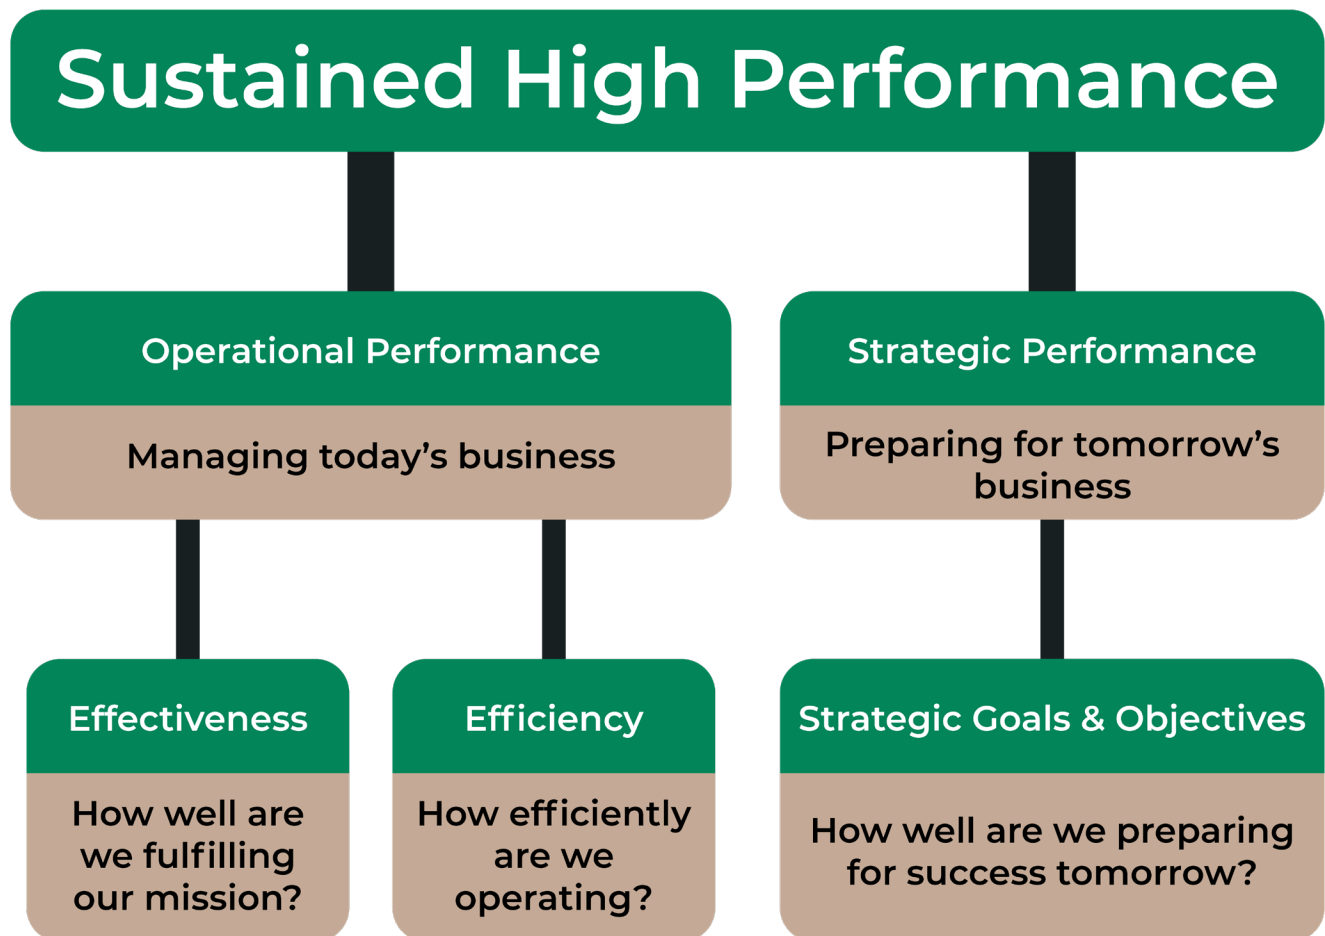 Sustained High Performance
Operational Performance
Managing today’s business
Strategic Performance
Preparing for tomorrow’s
business
Effectiveness
How well are
we fulfilling
our mission?
Efficiency
How efficiently
are we
operating?
Strategic Goals & Objectives
How well are we preparing
for success tomorrow?